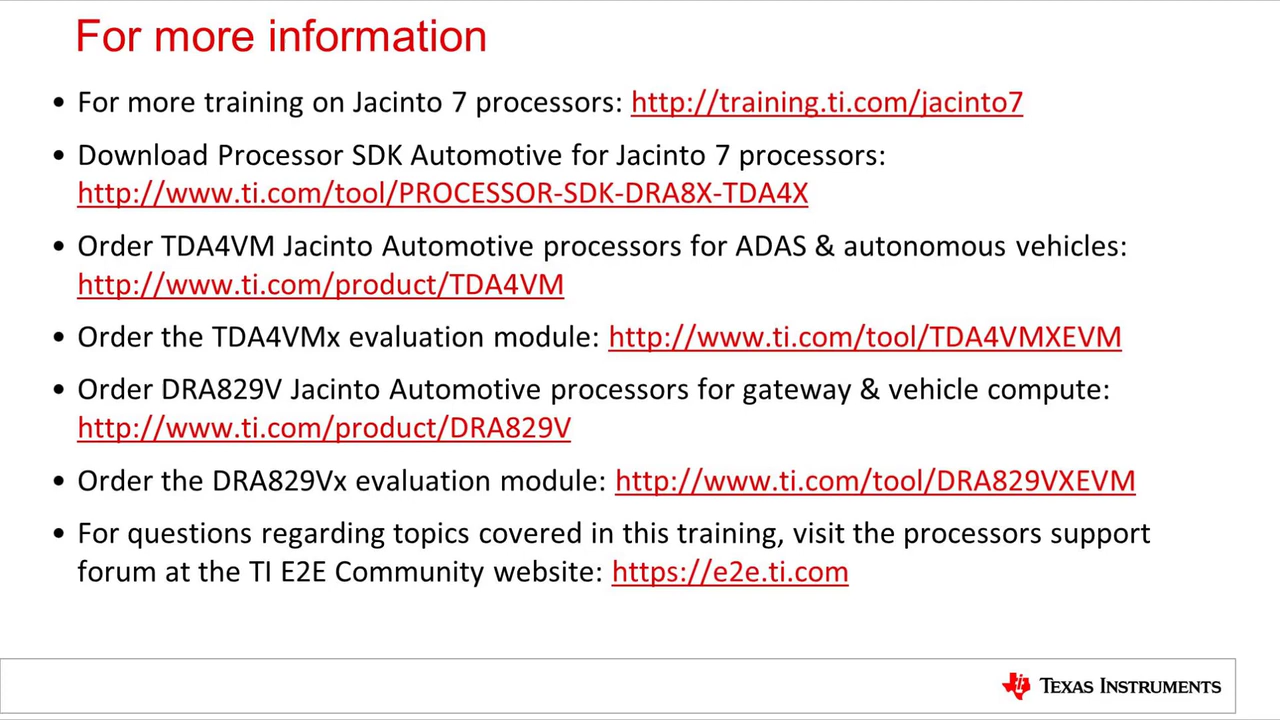 For more information
• For more training on Jacinto 7 processors: http://training.ti.com/jacinto7
• Download Processor SDK Automotive for Jacinto 7 processors:
http://www.ti.com/tool/PROCESSOR-SDK-DRA8X-TDA4X
• Order TDA4VM Jacinto Automotive processors for ADAS & autonomous vehicles:
http://www.ti.com/product/TDA4VM
• Order the TDA4VMx evaluation module: http://www.ti.com/tool/TDA4VMXEVM
• Order DRA829V Jacinto Automotive processors for gateway & vehicle compute:
http://www.ti.com/product/DRA829V
• Order the DRA829Vx evaluation module: http://www.ti.com/tool/DRA829VXEVM
• For questions regarding topics covered in this training, visit the processors support
forum at the TI E2E Community website: https://e2e.ti.com
TEXAS INSTRUMENTS